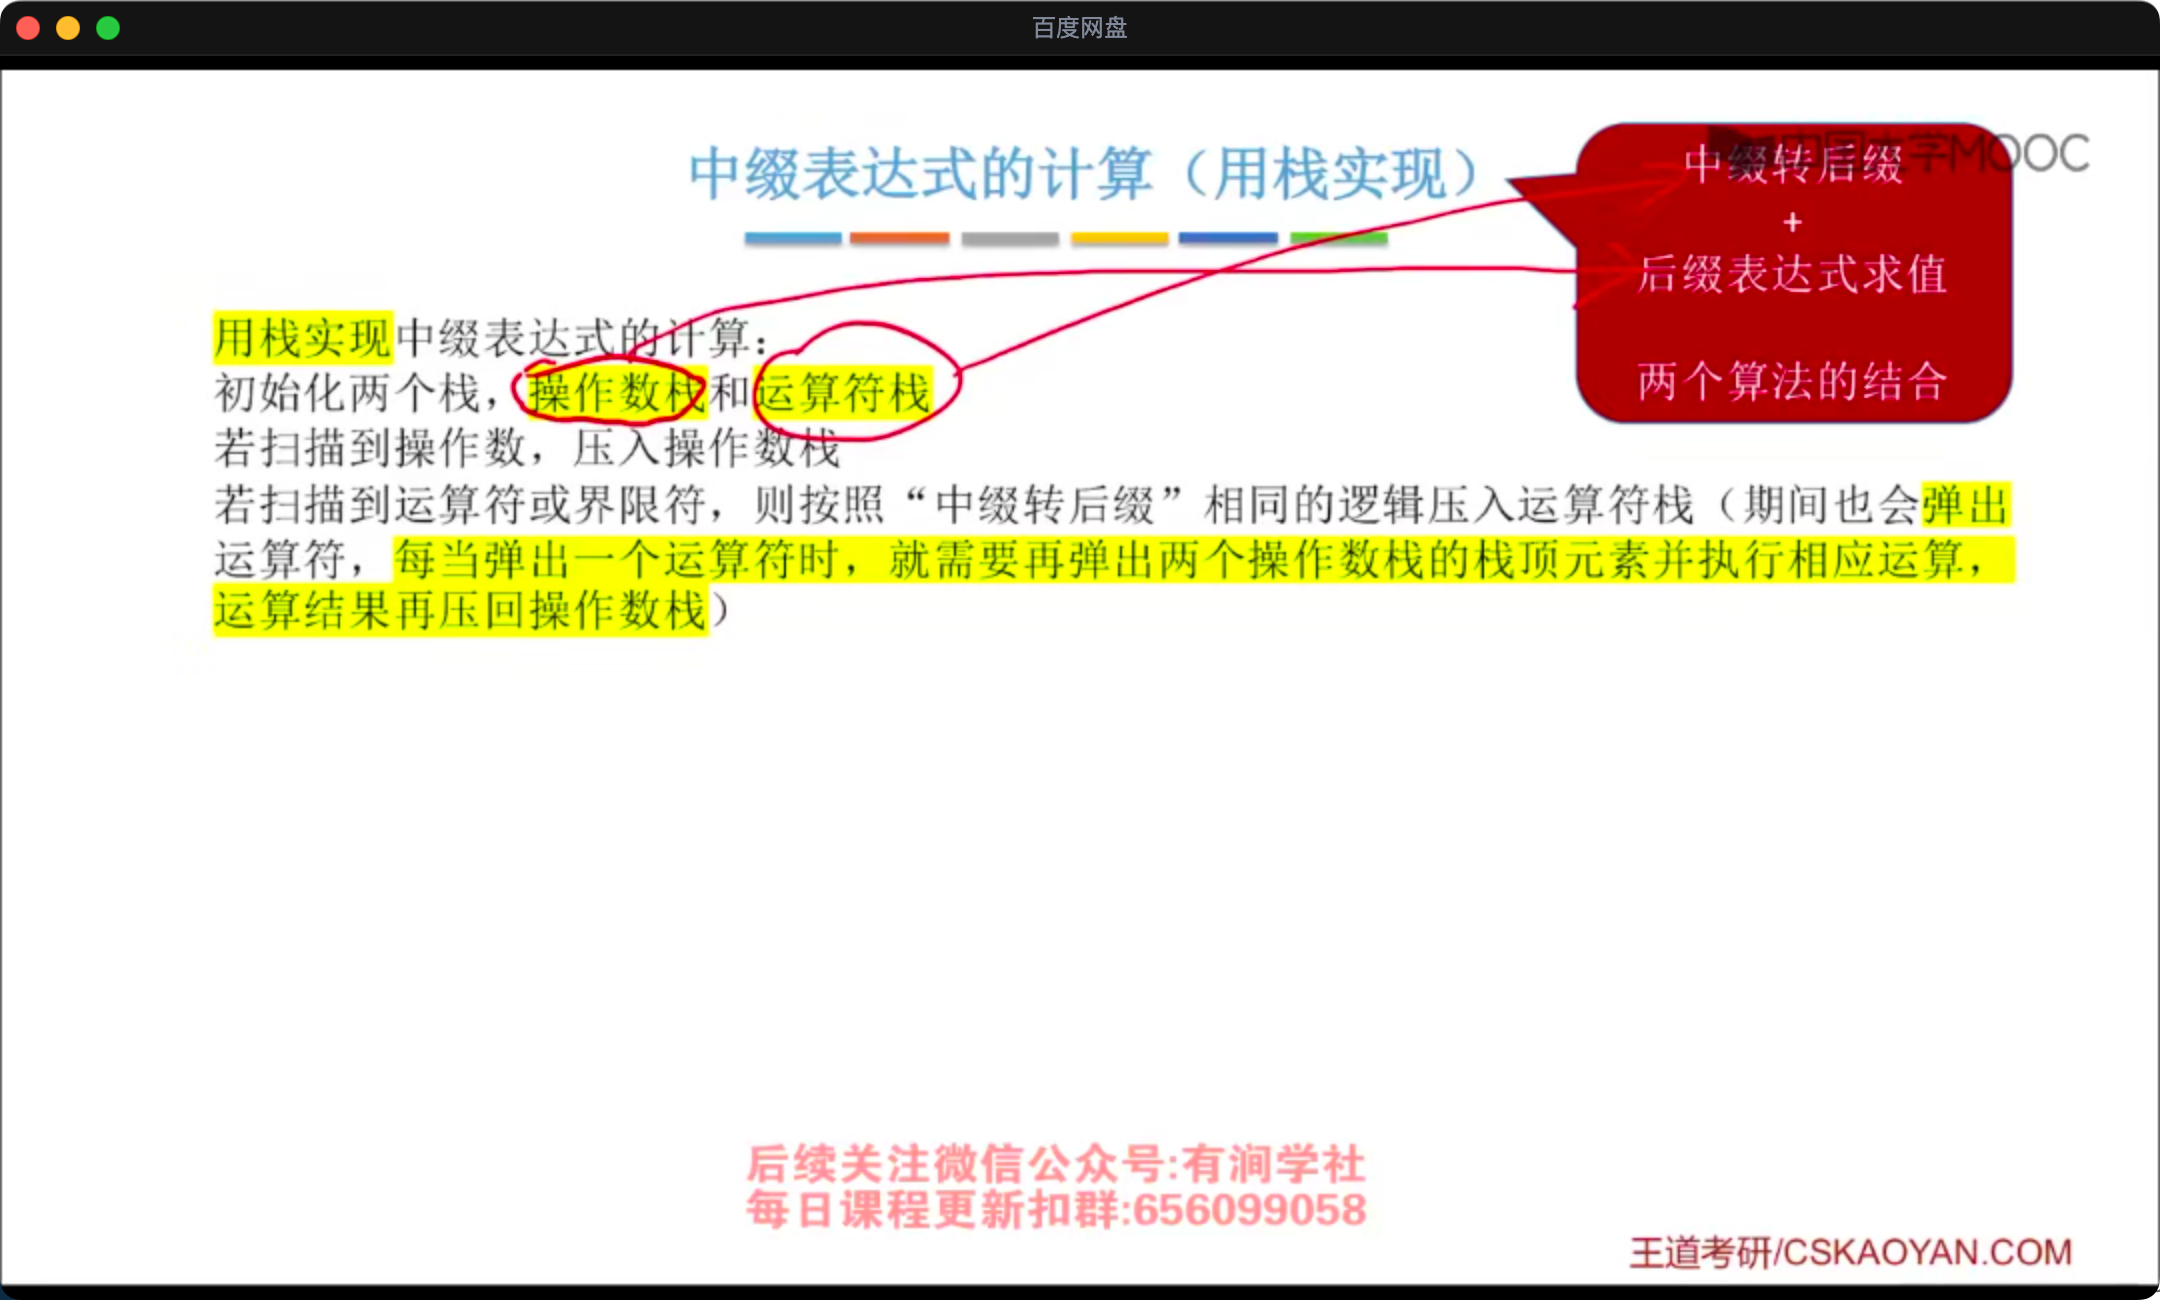 百度网盘
中缀表达式的计算（用栈实现）
中国大学MOOC
中缀转后缀
+
后缀表达式求值
两个算法的结合
用栈实现中缀表达式的计算：
初始化两个栈，操作数栈和运算符栈
若扫描到操作数，压入操作数栈
若扫描到运算符或界限符，则按照“中缀转后缀”相同的逻辑压入运算符栈（期间也会弹出
运算符，每当弹出一个运算符时，就需要再弹出两个操作数栈的栈顶元素并执行相应运算，
运算结果再压回操作数栈）
后续关注微信公众号:有涧学社
每日课程更新扣群:656099058
王道考研/CSKAOYAN.COM